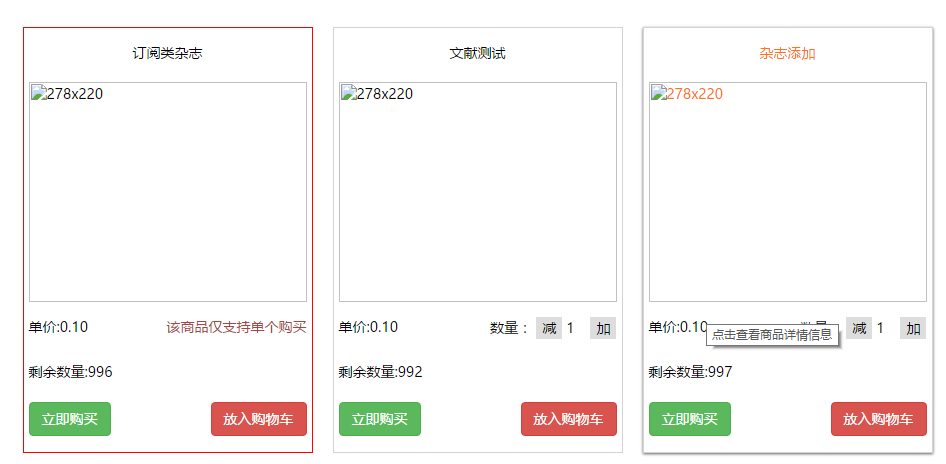 订阅类杂志
278x220
单价:0.10 该商品仅支持单个购买
剩余数量:996
立即购买 放入购物车
文献测试
278x220
单价:0.10 数量： 减 1 加
剩余数量:992
立即购买 放入购物车
杂志添加
278x220
单价:0.10 减 1 加
点击查看商品详情信息
剩余数量:997
立即购买 放入购物车